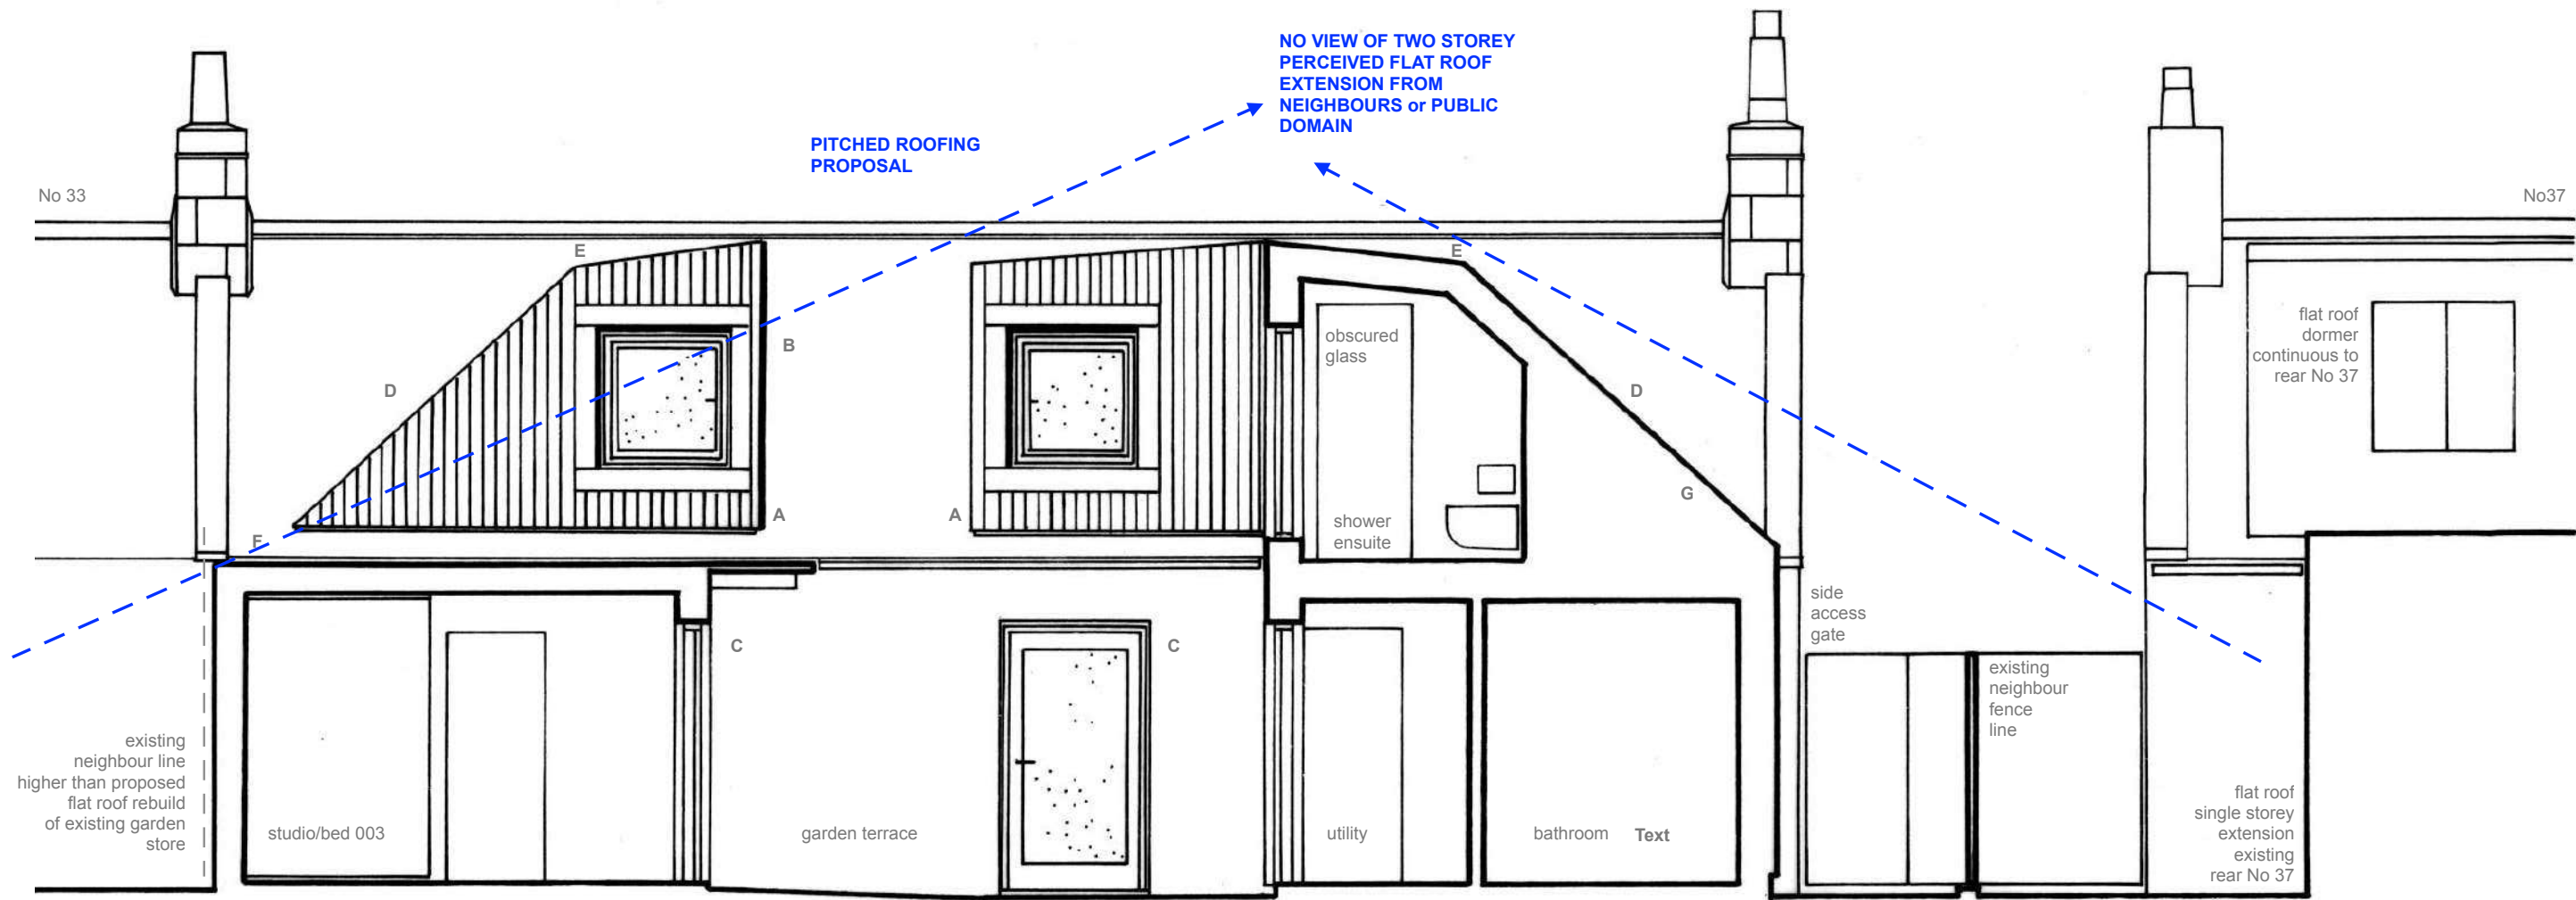 NO VIEW OF TWO STOREY
PERCEIVED FLAT ROOF
EXTENSION FROM
NEIGHBOURS or PUBLIC
DOMAIN
PITCHED ROOFING
PROPOSAL
No 33
No37
E
E
B
D
D
A
A
F
G
C
C
obscured
glass
shower
ensuite
flat roof
dormer
continuous to
rear No 37
side
access
gate
existing
neighbour
fence
line
existing
neighbour line
higher than proposed
flat roof rebuild
of existing garden
store
studio/bed 003
garden terrace
utility
bathroom
Text
flat roof
single storey
extension
existing
rear No 37